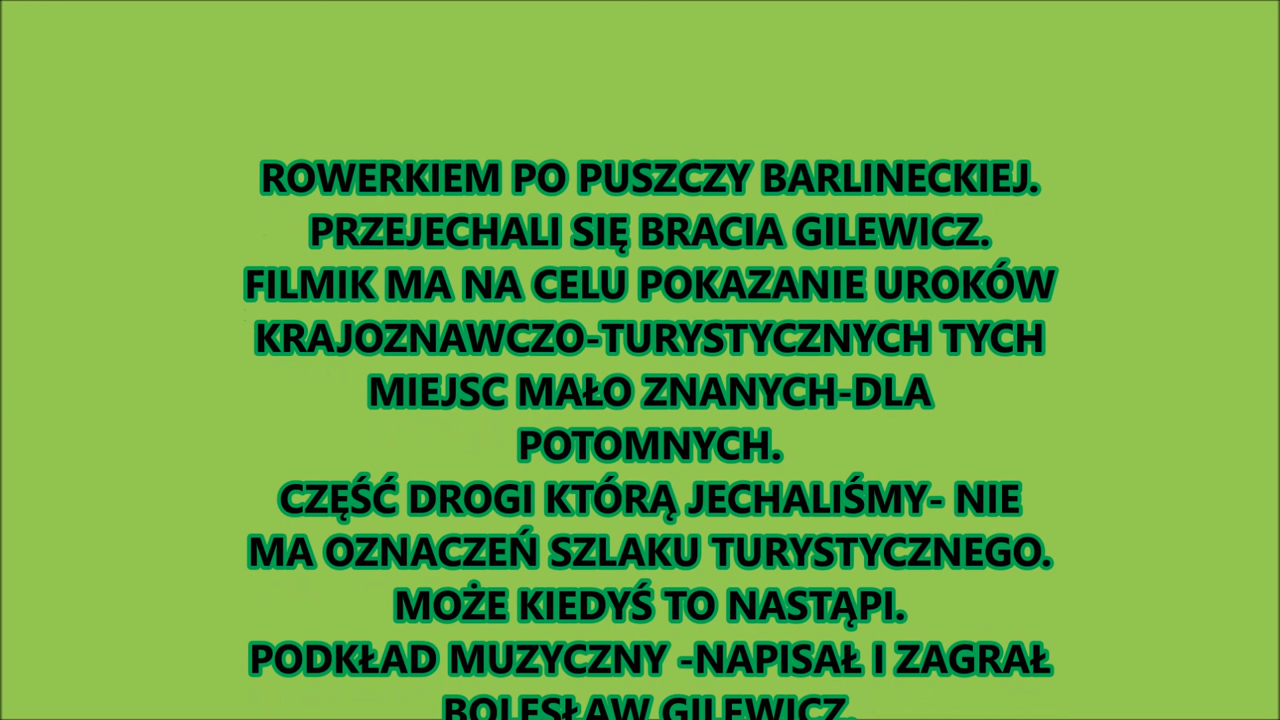 ROWERKIEM PO PUSZCZY BARLINECKIEJ.
PRZEJECHALI SIĘ BRACIA GILEWICZ.
FILMIK MA NA CELU POKAZANIE UROKÓW
KRAJOZNAWCZO-TURYSTYCZNYCH TYCH
MIEJSC MAŁO ZNANYCH-DLA
POTOMNYCH.
CZĘŚĆ DROGI KTÓRĄ JECHALIŚMY- NIE
MA OZNACZEŃ SZLAKU TURYSTYCZNEGO.
MOŻE KIEDYŚ TO NASTĄPI.
PODKŁAD MUZYCZNY -NAPISAŁ I ZAGRAŁ
BOLESŁAW GILEWICZ.